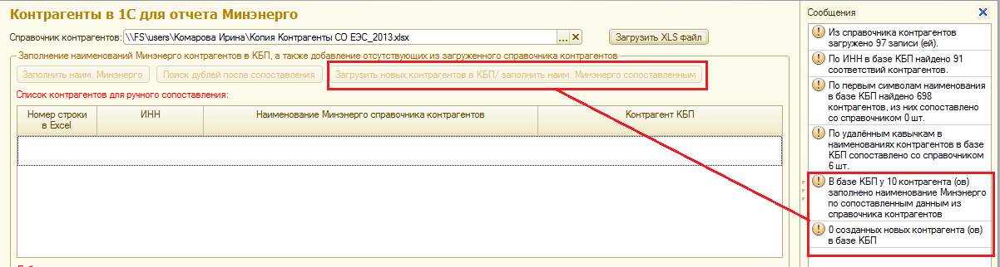 Контрагенты в 1С для отчета Минэнерго
Справочник контрагентов: \\FS\users\Комарова Ирина\Копия Контрагенты СО ЕЭС_2013.xlsx ... Загрузить XLS файл
Заполнение наименований Минэнерго контрагентов в КБП, а также добавление отсутствующих из загруженного справочника контрагентов
Заполнить наим. Минэнерго Поиск дублей после сопоставления Загрузить новых контрагентов в КБП/ заполнить наим. Минэнерго сопоставленным
Список контрагентов для ручного сопоставления:
Номер строки
в Excel
ИНН
Наименование Минэнерго справочника контрагентов
Контрагент КБП
Сообщения
Из справочника контрагентов
загружено 97 записи (ей).
По ИНН в базе КБП найдено 91
соответствий контрагентов.
По первым символам наименования
в базе КБП найдено 698
контрагентов, из них сопоставлено
со справочником 0 шт.
По удалённым кавычкам в
наименованиях контрагентов в базе
КБП сопоставлено со справочником
6 шт.
В базе КБП у 10 контрагента (ов)
заполнено наименование Минэнерго
по сопоставленным данным из
справочника контрагентов
0 созданных новых контрагента (ов)
в базе КБП